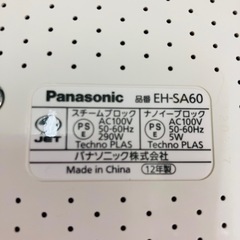 Panasonic 品番 EH-SA60
スチームブロック
AC100V
50-60Hz
290W
Techno PLAS
ナノイーブロック
AC100V
50-60Hz
5W
Techno PLAS
PS
E
PS
E
JET
パナソニック株式会社
Made in China 12年製